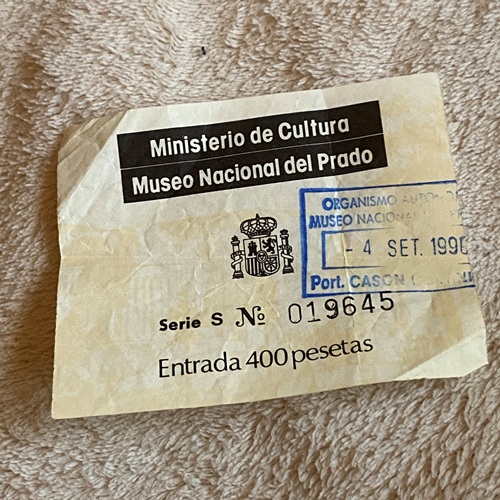 Ministerio de Cultura
Museo Nacional del Prado
ORGANISMO
MUSEO NACIONAL
- 4 SET. 1990
Port. CASON
Serie S Nº 019645
Entrada 400 pesetas